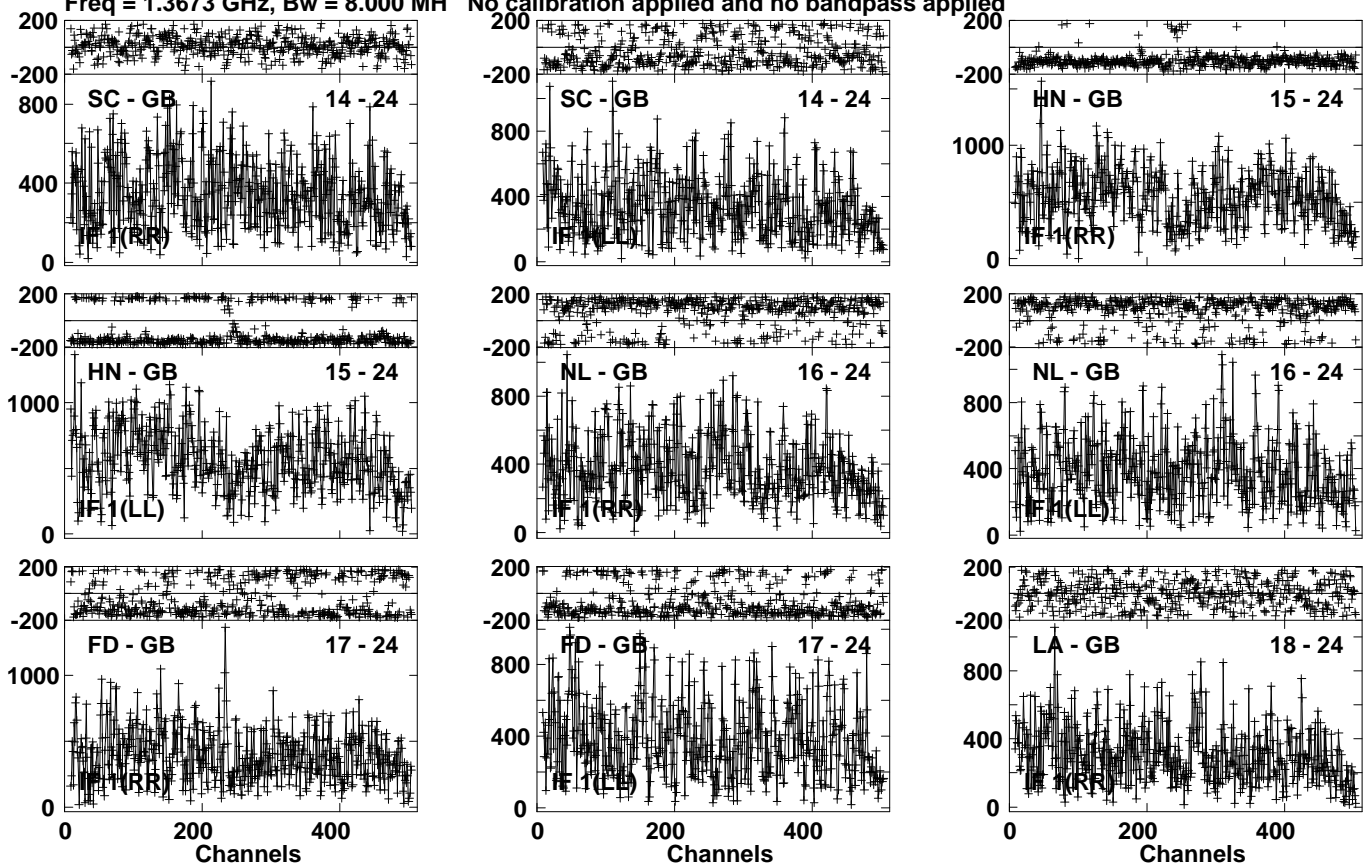 Freq = 1.3673 GHz, Bw = 8.000 MH   No calibration applied and no bandpass applied
200
-200
SC - GB 14 - 24
800
400
0
IF 1(RR)
-200
SC - GB 14 - 24
800
400
0
IF 1(LL)
200
-200
HN - GB 15 - 24
1000
0
IF 1(RR)
200
-200
HN - GB 15 - 24
1000
0
IF 1(LL)
200
-200
NL - GB 16 - 24
800
400
0
IF 1(RR)
200
-200
NL - GB 16 - 24
800
400
0
IF 1(LL)
200
-200
FD - GB 17 - 24
1000
0
IF 1(RR)
0 200 400
Channels
200
-200
FD - GB 17 - 24
800
400
0
IF 1(LL)
0 200 400
Channels
200
-200
LA - GB 18 - 24
800
400
0
IF 1(RR)
0 200 400
Channels